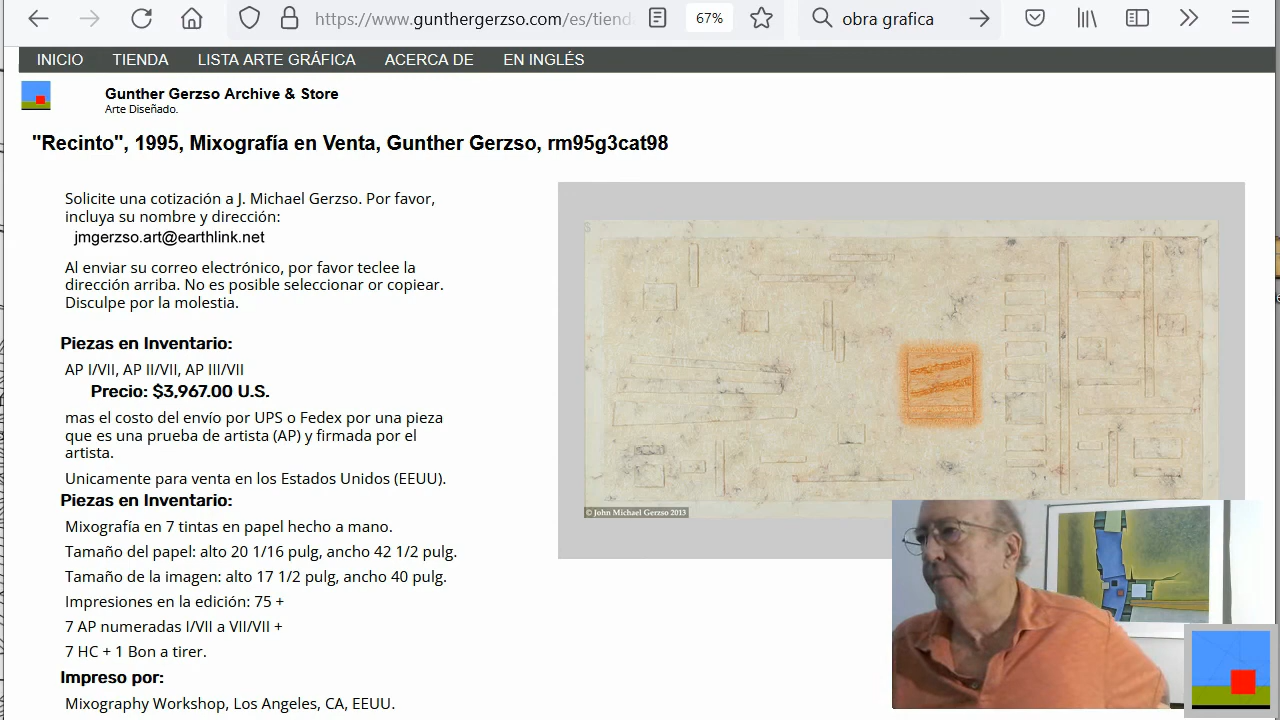 https://www.gunthergerzso.com/es/tiend
67%
obra grafica
INICIO
TIENDA
LISTA ARTE GRÁFICA
ACERCA DE
EN INGLÉS
Gunther Gerzso Archive & Store
Arte Diseñado.
"Recinto", 1995, Mixografía en Venta, Gunther Gerzso, rm95g3cat98
Solicite una cotización a J. Michael Gerzso. Por favor,
incluya su nombre y dirección:
jmgerzso.art@earthlink.net
Al enviar su correo electrónico, por favor teclee la
dirección arriba. No es posible seleccionar or copiear.
Disculpe por la molestia.
Piezas en Inventario:
AP I/VII, AP II/VII, AP III/VII
Precio: $3,967.00 U.S.
mas el costo del envío por UPS o Fedex por una pieza
que es una prueba de artista (AP) y firmada por el
artista.
Unicamente para venta en los Estados Unidos (EEUU).
Piezas en Inventario:
Mixografía en 7 tintas en papel hecho a mano.
Tamaño del papel: alto 20 1/16 pulg, ancho 42 1/2 pulg.
Tamaño de la imagen: alto 17 1/2 pulg, ancho 40 pulg.
Impresiones en la edición: 75 +
7 AP numeradas I/VII a VII/VII +
7 HC + 1 Bon a tirer.
Impreso por:
Mixography Workshop, Los Angeles, CA, EEUU.
© John Michael Gerzso 2013